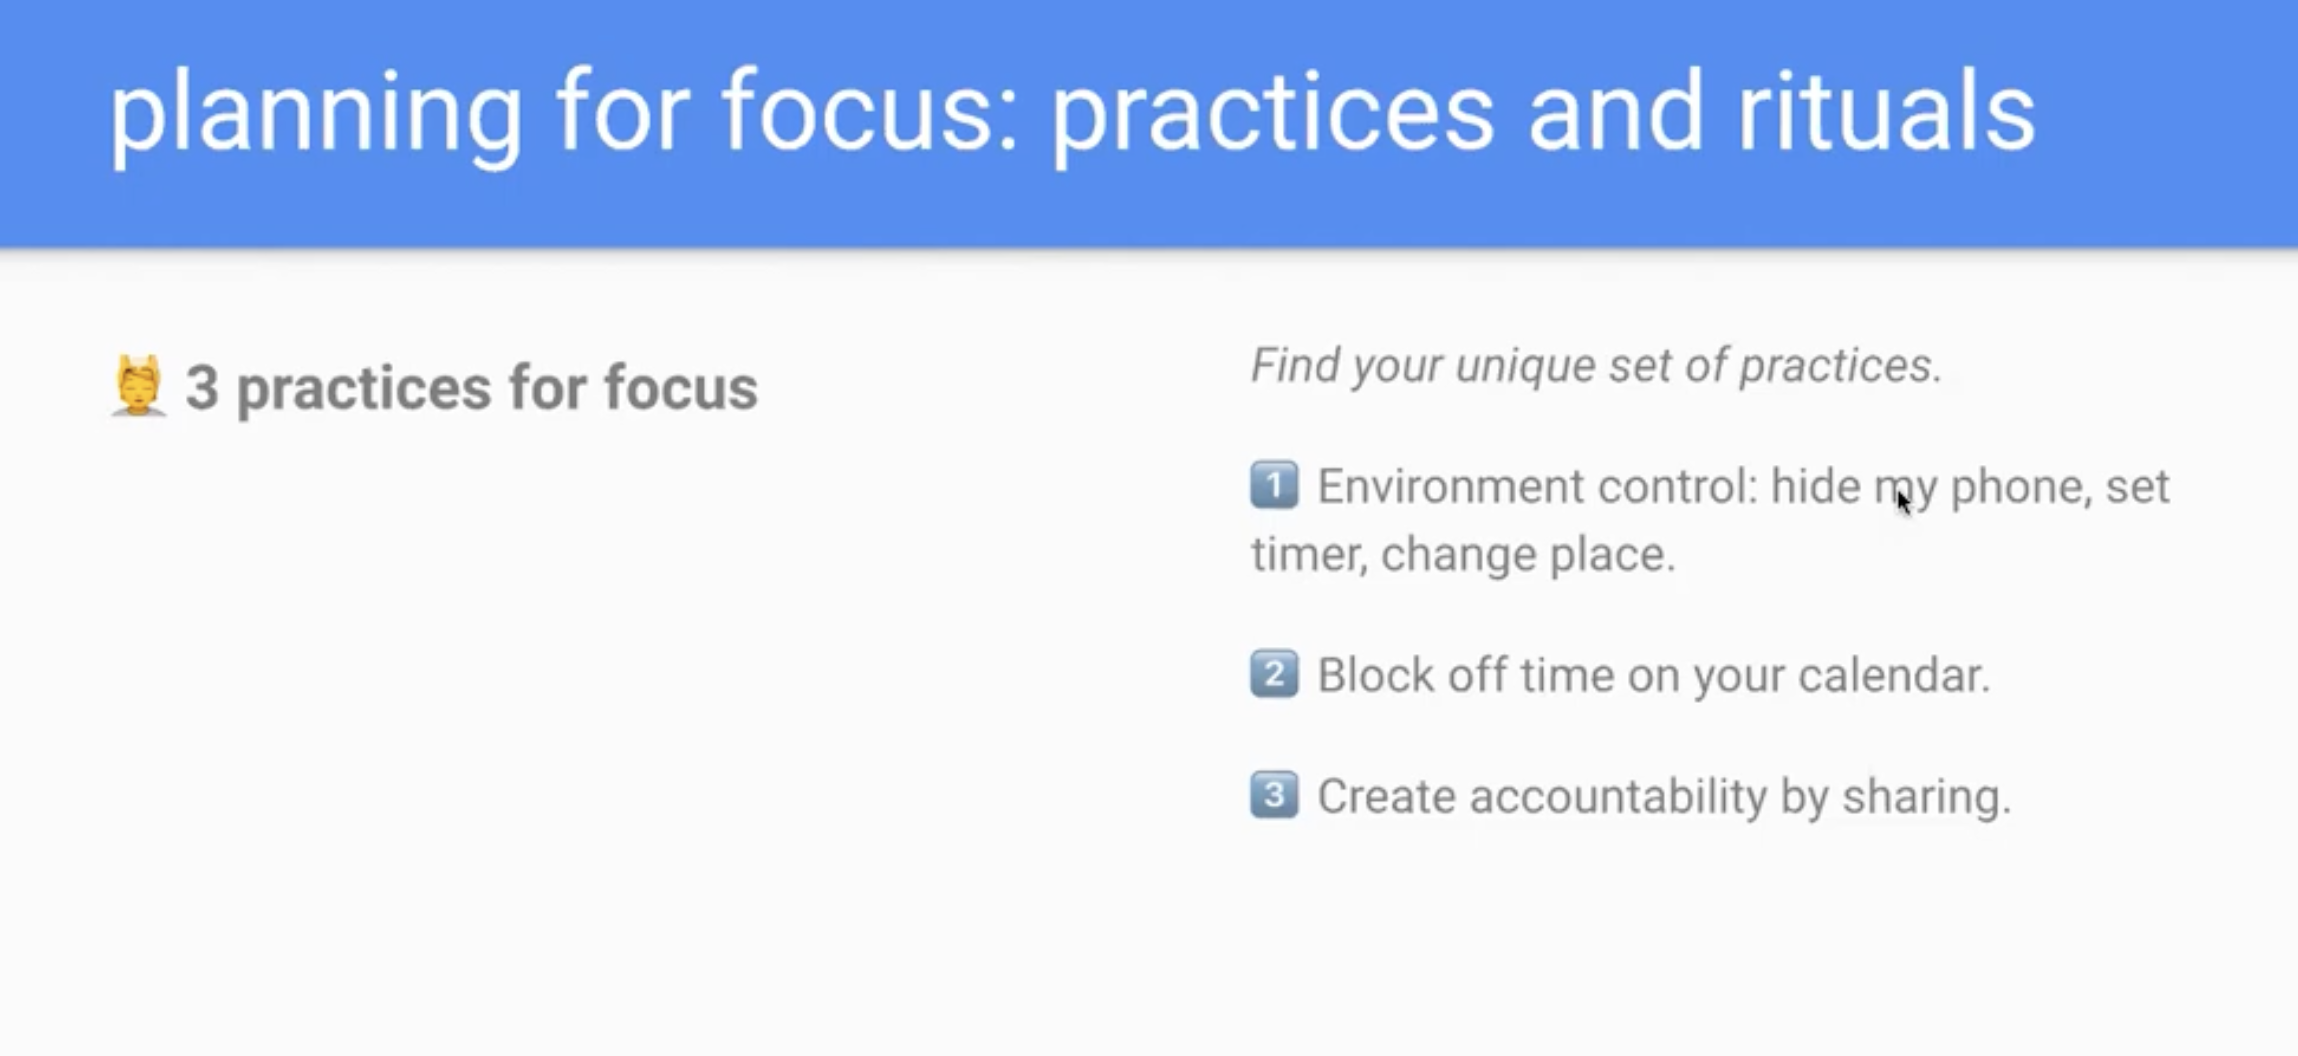 planning for focus: practices and rituals
💆 3 practices for focus
Find your unique set of practices.
1️⃣ Environment control: hide my phone, set
timer, change place.
2️⃣ Block off time on your calendar.
3️⃣ Create accountability by sharing.